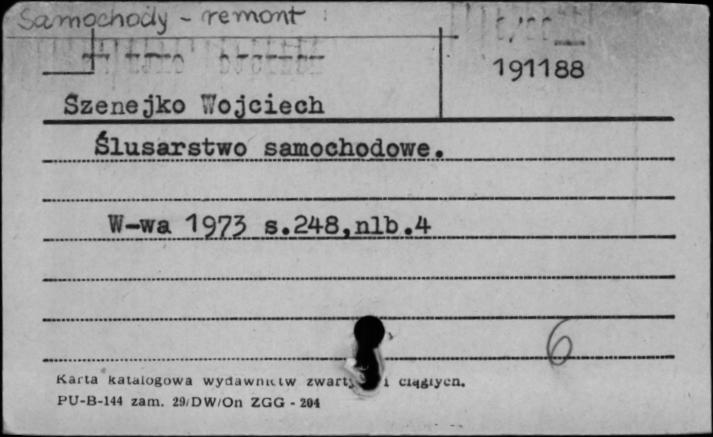 Samochody - remont
191188
Szenejko Wojciech
Ślusarstwo samochodowe.
W-wa 1973 s.248,nlb.4
6
Karta katalogowa wydawnictw zwartych i ciągłych.
PU-B-144 zam. 29/DW/On ZGG - 204